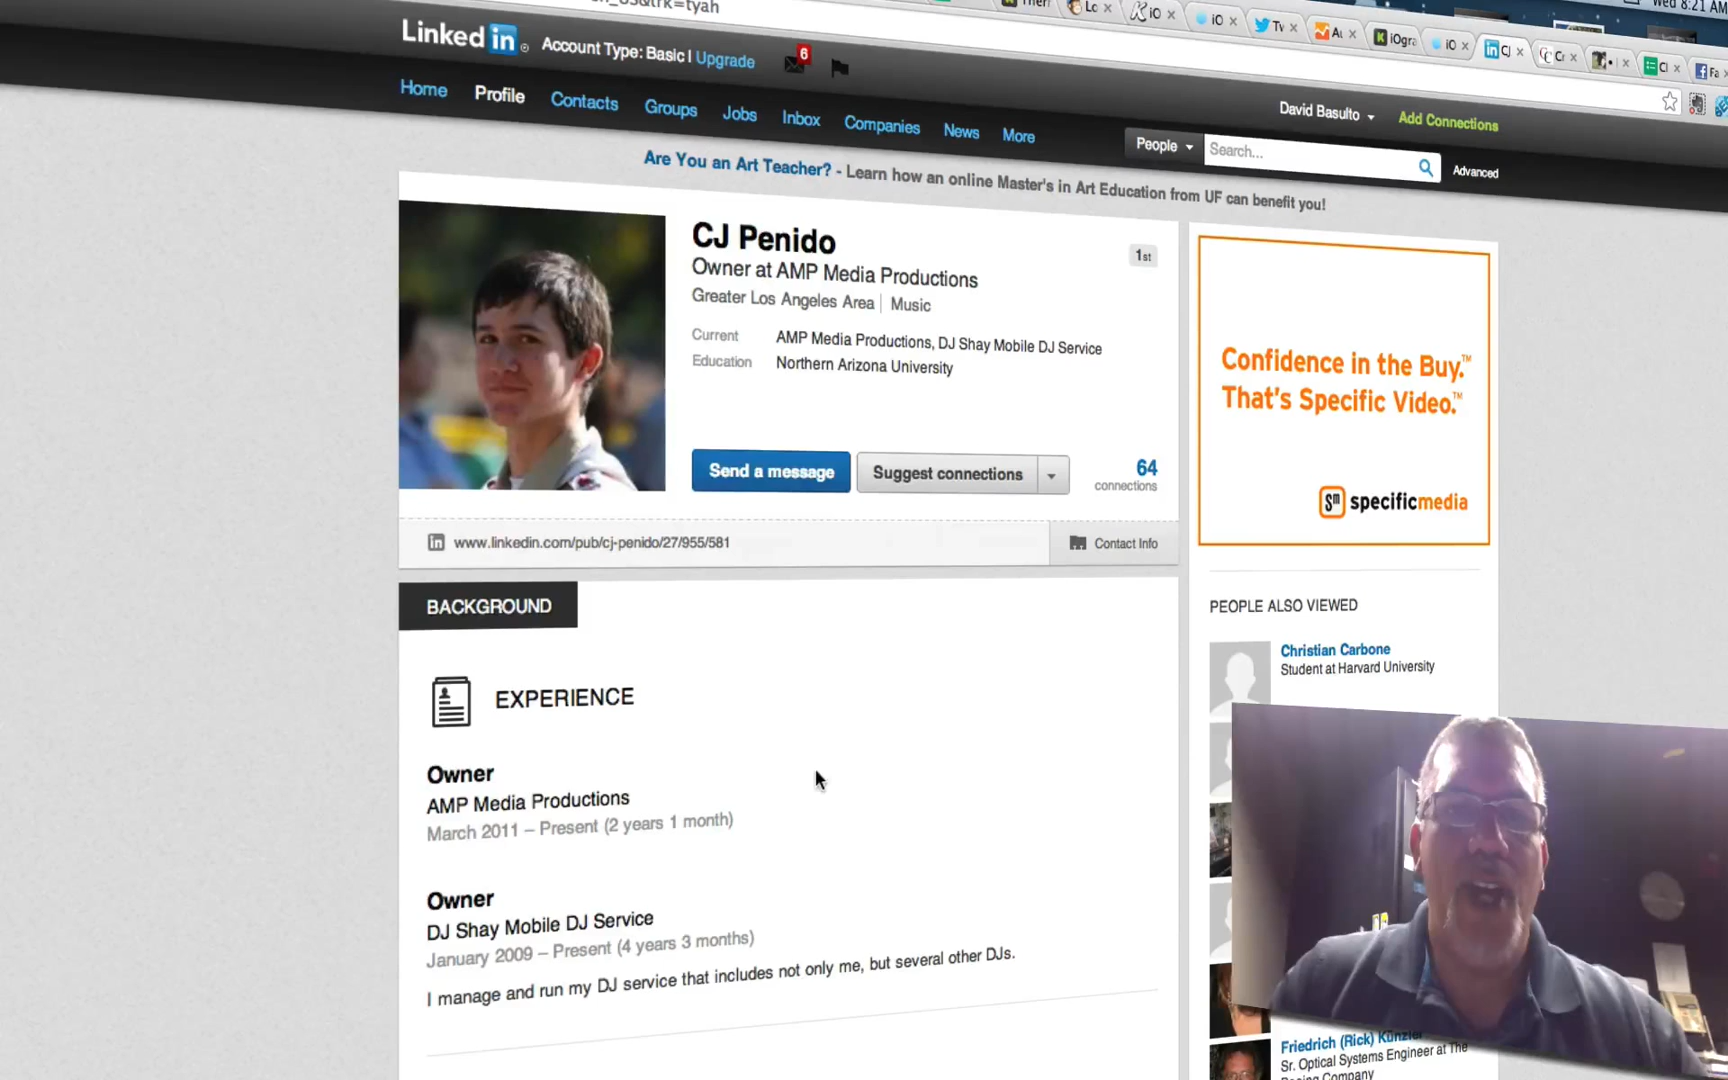 Wed 8:21 AM
Linked in
Account Type: Basic | Upgrade
6
Home
Profile
Contacts
Groups
Jobs
Inbox
Companies
News
More
David Basulto
Add Connections
People
Search...
Advanced
Are You an Art Teacher? - Learn how an online Master's in Art Education from UF can benefit you!
CJ Penido
1st
Owner at AMP Media Productions
Greater Los Angeles Area | Music
Current AMP Media Productions, DJ Shay Mobile DJ Service
Education Northern Arizona University
Send a message
Suggest connections
64
connections
www.linkedin.com/pub/cj-penido/27/955/581
Contact Info
Confidence in the Buy.™
That's Specific Video.™
Sm specificmedia
BACKGROUND
EXPERIENCE
Owner
AMP Media Productions
March 2011 – Present (2 years 1 month)
Owner
DJ Shay Mobile DJ Service
January 2009 – Present (4 years 3 months)
I manage and run my DJ service that includes not only me, but several other DJs.
PEOPLE ALSO VIEWED
Christian Carbone
Student at Harvard University
Friedrich (Rick) Künzler
Sr. Optical Systems Engineer at The
Company